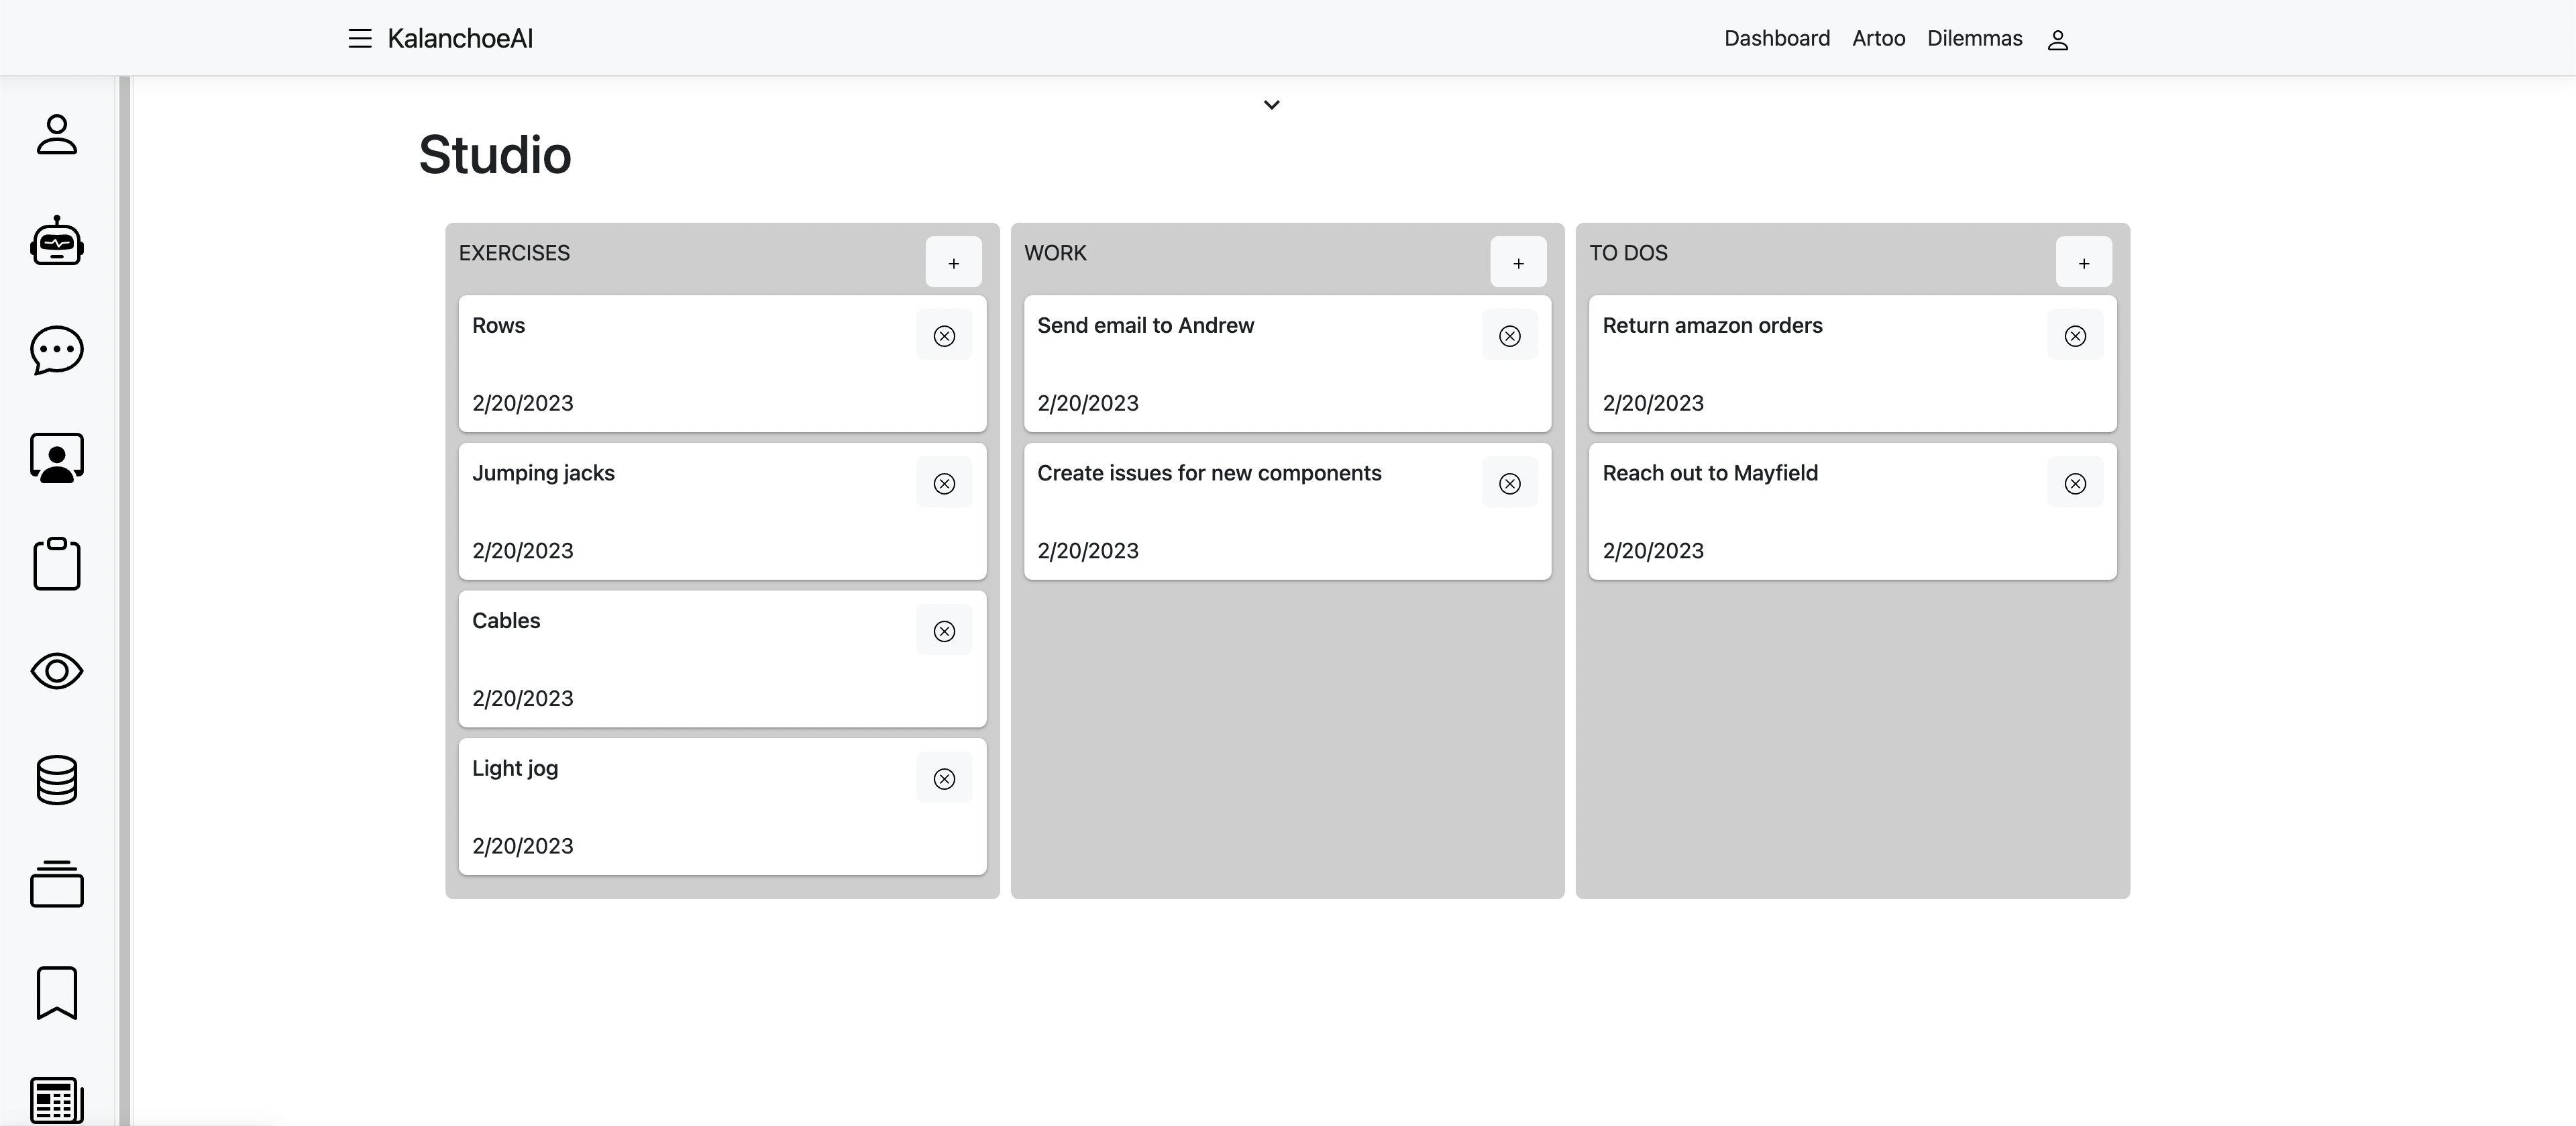 KalanchoeAI
Dashboard Artoo Dilemmas
Studio
EXERCISES
+
Rows
2/20/2023
Jumping jacks
2/20/2023
Cables
2/20/2023
Light jog
2/20/2023
WORK
+
Send email to Andrew
2/20/2023
Create issues for new components
2/20/2023
TO DOS
+
Return amazon orders
2/20/2023
Reach out to Mayfield
2/20/2023